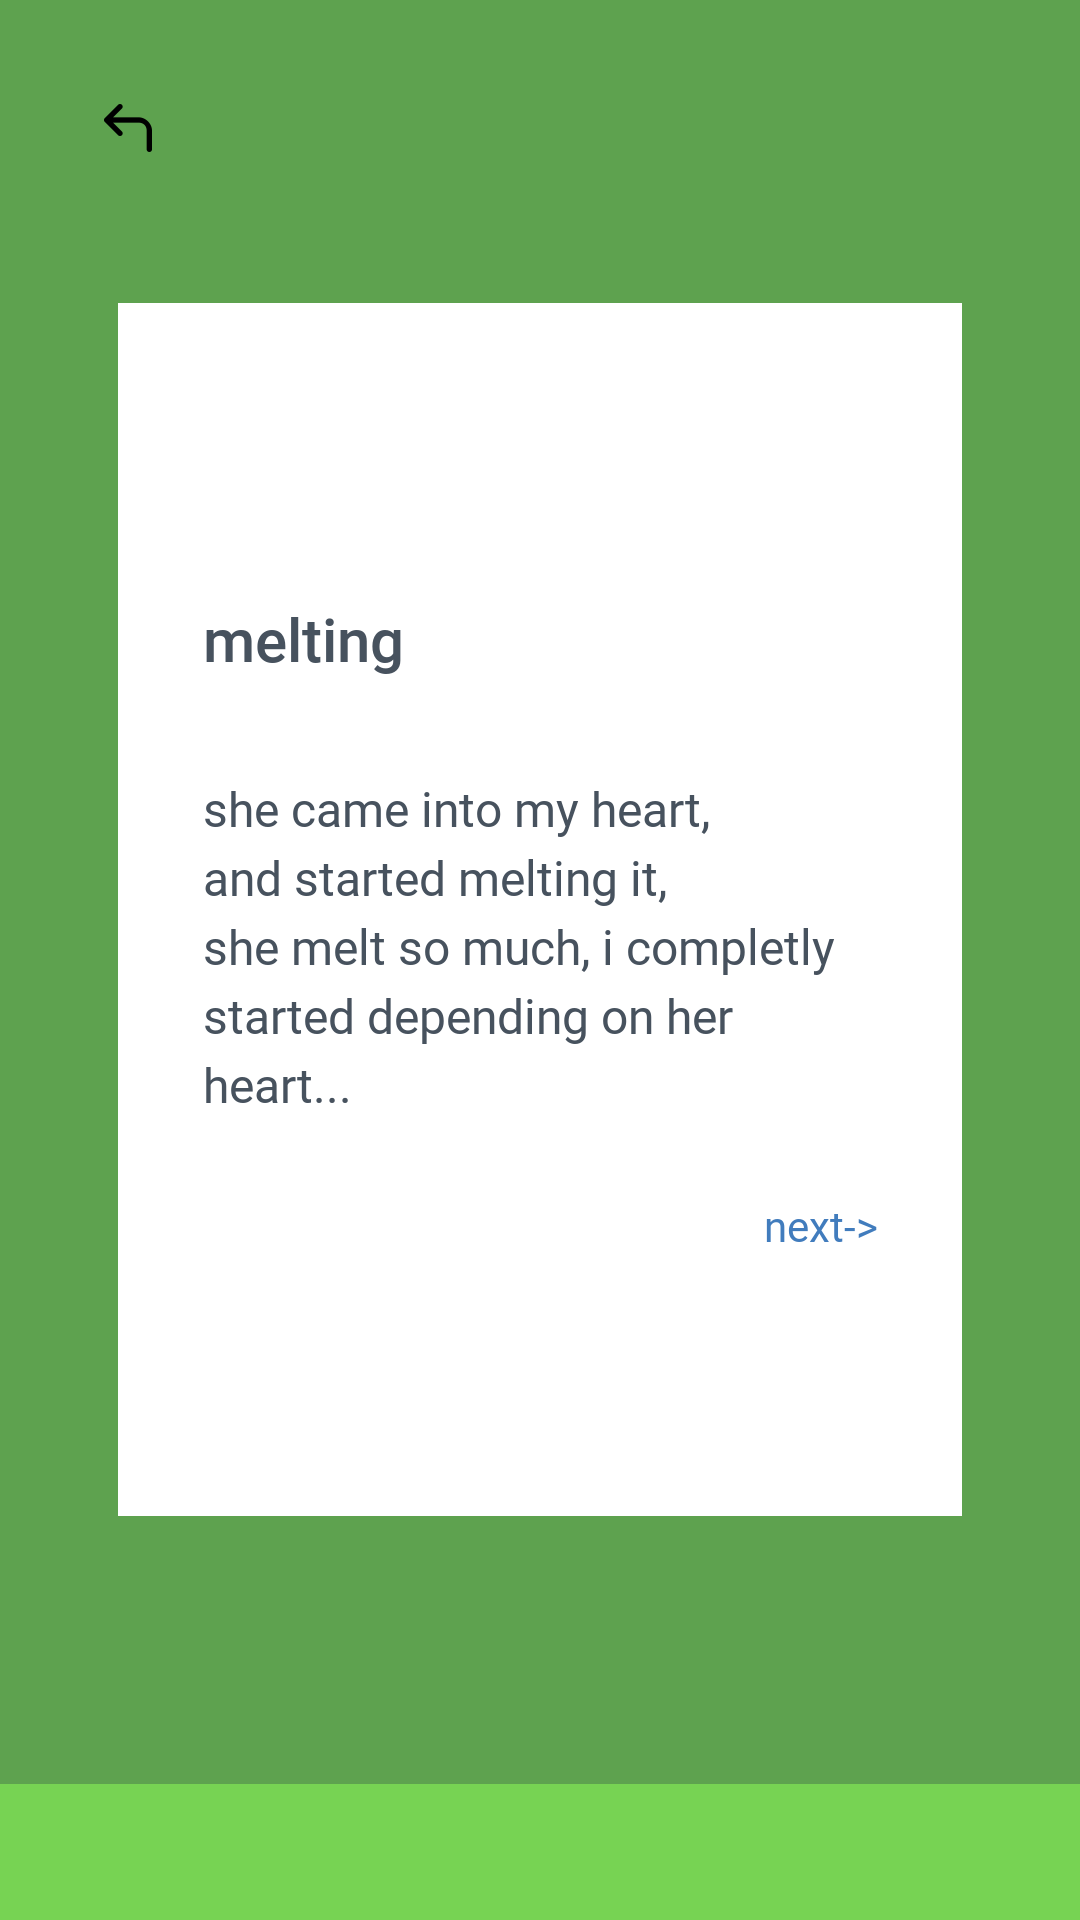 melting
she came into my heart,
and started melting it,
she melt so much, i completly
started depending on her
heart...
next->